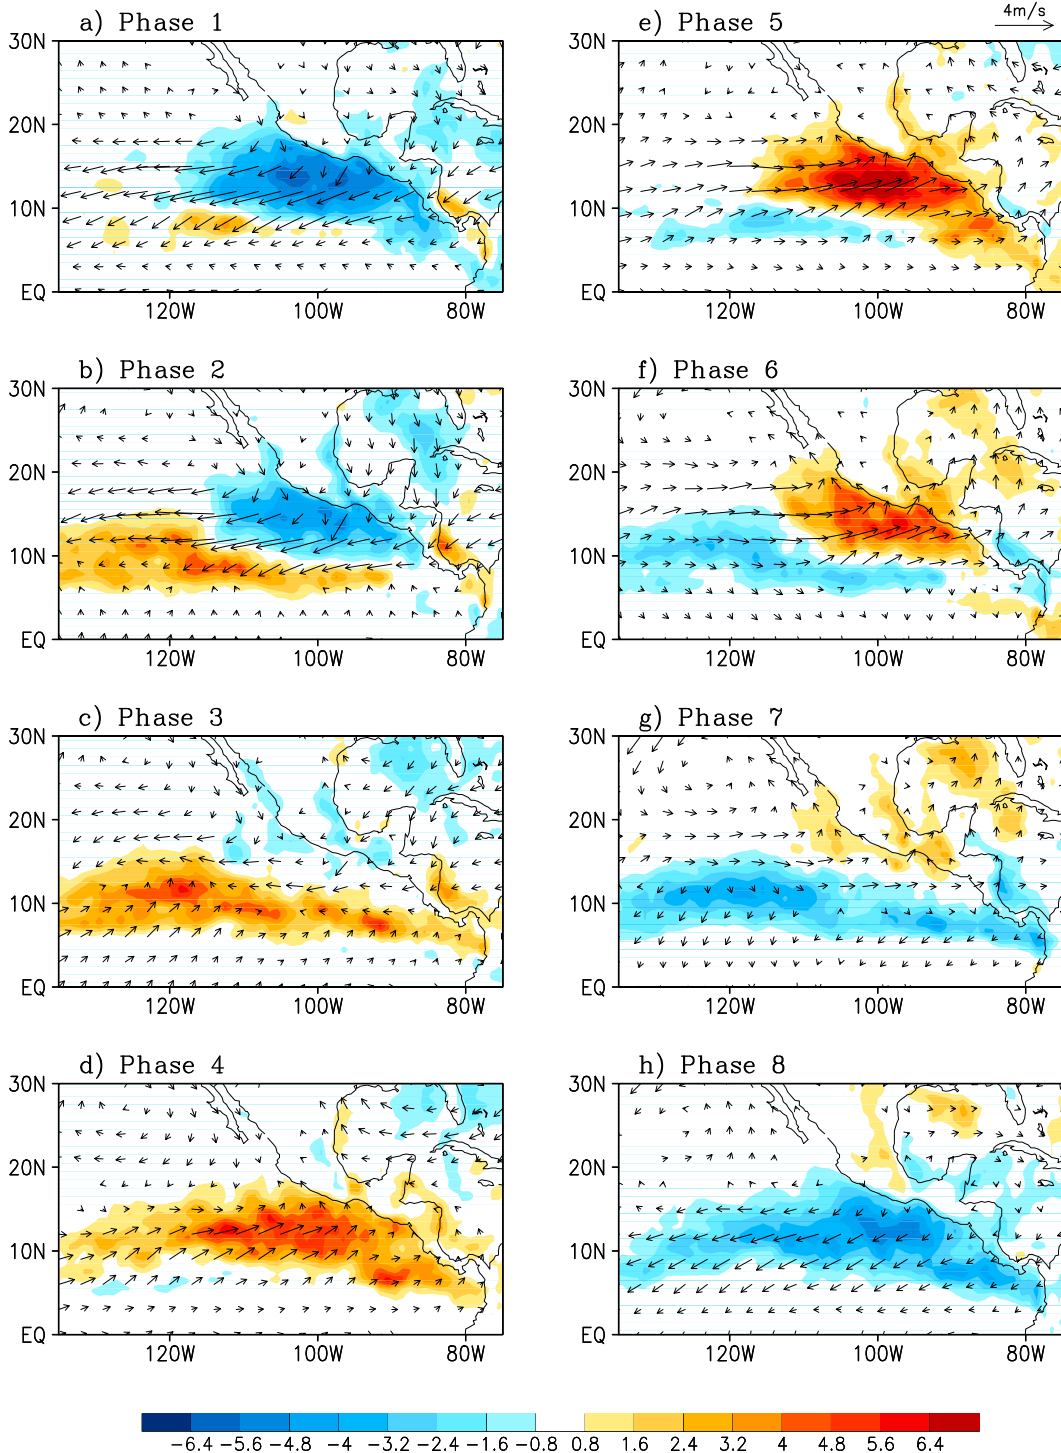 a) Phase 1
e) Phase 5
4m/s
30N
20N
10N
EQ
120W 100W 80W
30N
20N
10N
EQ
120W 100W 80W
b) Phase 2
f) Phase 6
30N
20N
10N
EQ
120W 100W 80W
30N
20N
10N
EQ
120W 100W 80W
c) Phase 3
g) Phase 7
30N
20N
10N
EQ
120W 100W 80W
30N
20N
10N
EQ
120W 100W 80W
d) Phase 4
h) Phase 8
30N
20N
10N
EQ
120W 100W 80W
30N
20N
10N
EQ
120W 100W 80W
−6.4 −5.6 −4.8 −4 −3.2 −2.4 −1.6 −0.8 0.8 1.6 2.4 3.2 4 4.8 5.6 6.4